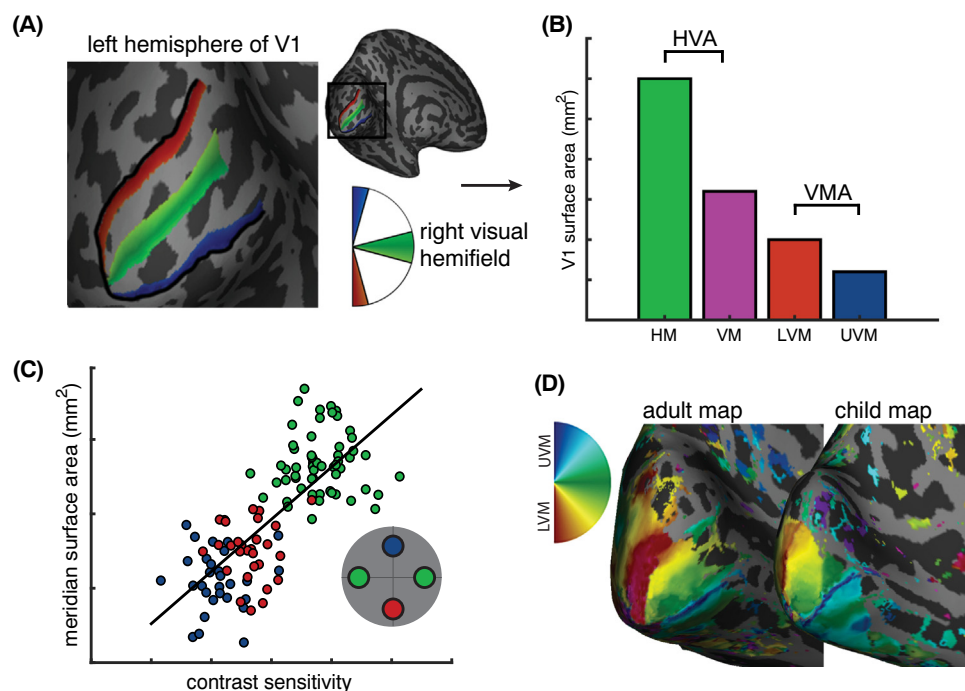 (A)
left hemisphere of V1
right visual
hemifield
(B)
HVA
VMA
V1 surface area (mm²)
HM VM LVM UVM
(C)
meridian surface area (mm²)
contrast sensitivity
(D)
adult map child map
UVM
LVM